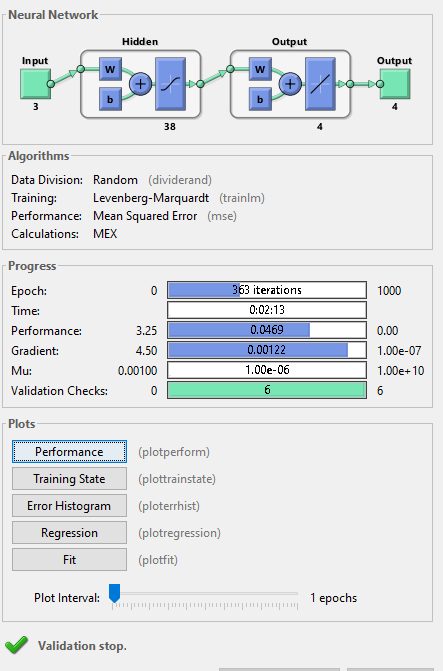 Neural Network
Hidden
Output
Input
W
b
+
W
b
+
Output
3
38
4
4
Algorithms
Data Division: Random (dividerand)
Training: Levenberg-Marquardt (trainlm)
Performance: Mean Squared Error (mse)
Calculations: MEX
Progress
Epoch: 0 363 iterations 1000
Time: 0:02:13
Performance: 3.25 0.0469 0.00
Gradient: 4.50 0.00122 1.00e-07
Mu: 0.00100 1.00e-06 1.00e+10
Validation Checks: 0 6 6
Plots
Performance (plotperform)
Training State (plottrainstate)
Error Histogram (ploterrhist)
Regression (plotregression)
Fit (plotfit)
Plot Interval: 1 epochs
Validation stop.